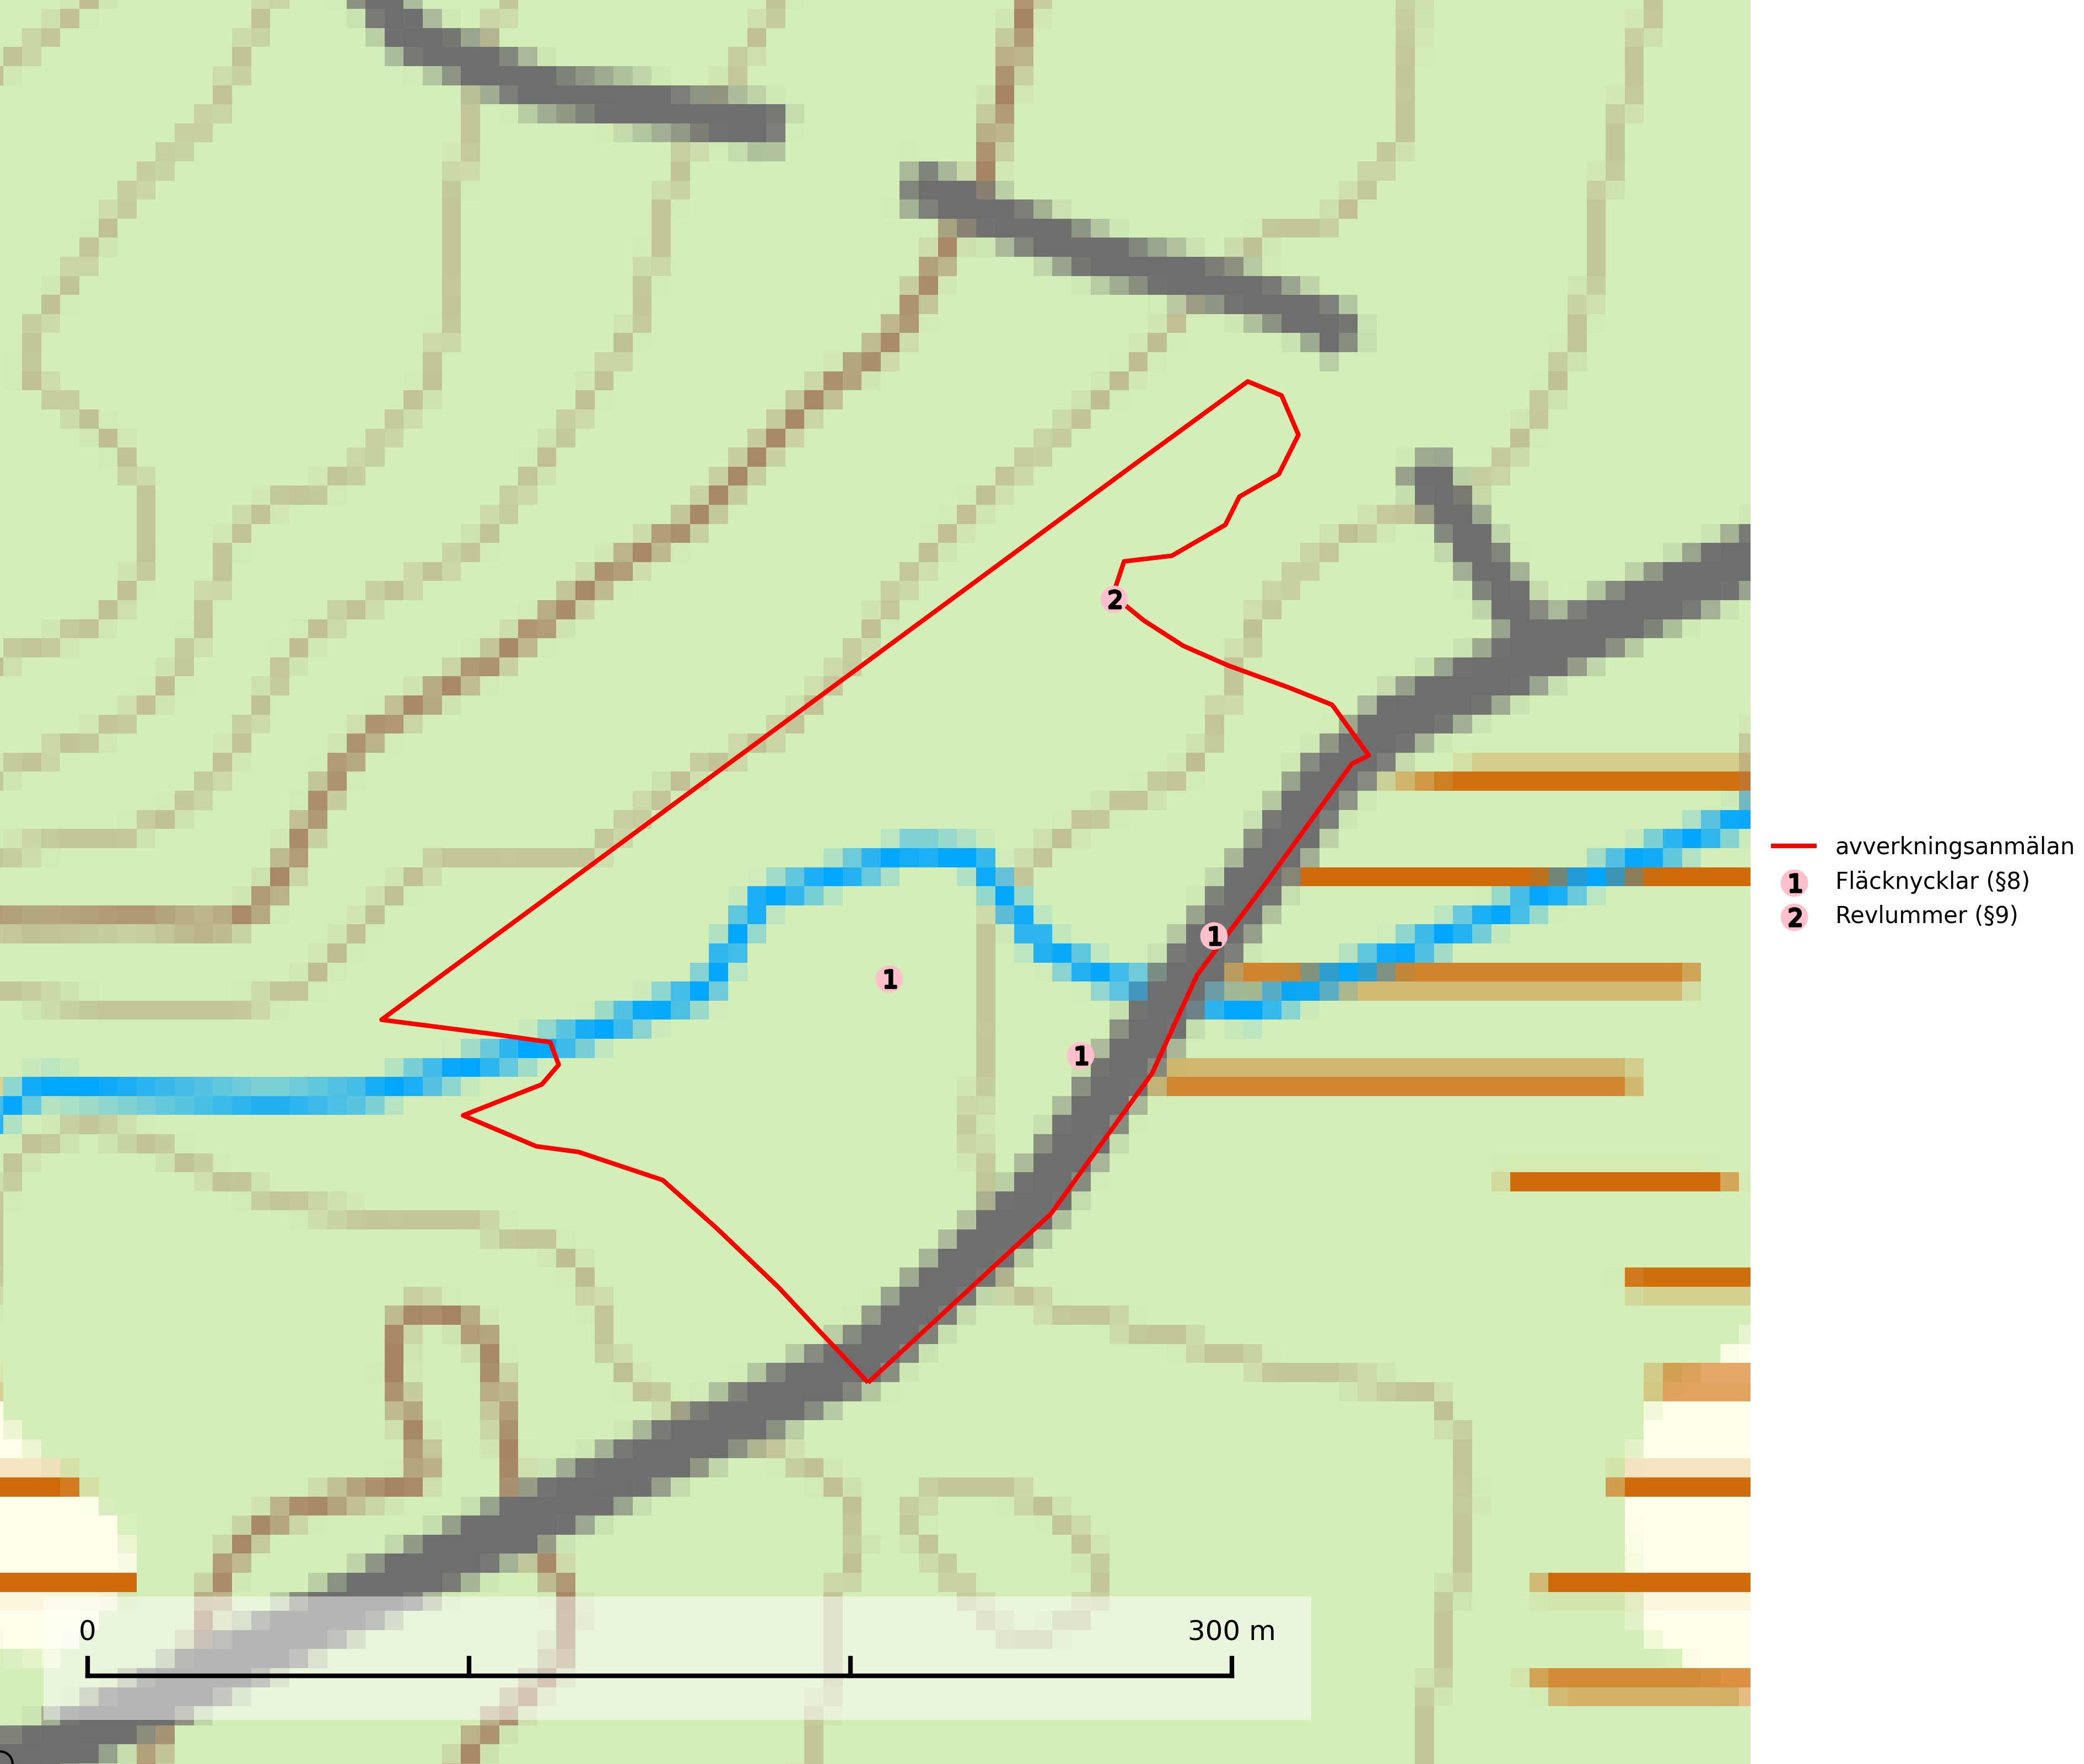 2
1
1
1
avverkningsanmälan
1 Fläcknycklar (§8)
2 Revlummer (§9)
0 300 m